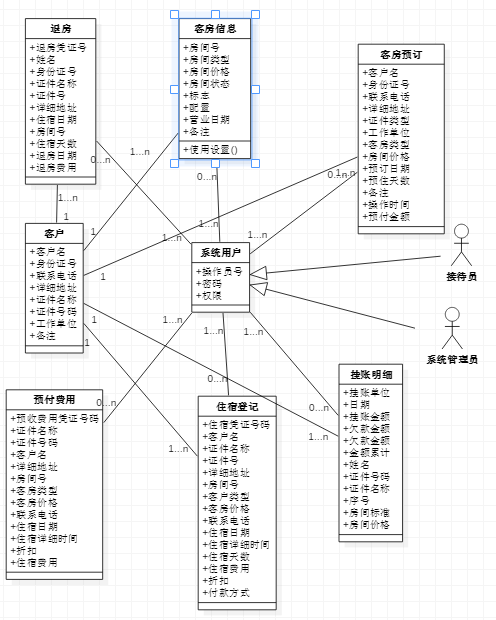 退房
+退房凭证号
+姓名
+身份证号
+证件名称
+证件号
+详细地址
+住宿日期
+房间号
+住宿天数
+退房日期
+退房费用
客房信息
+房间号
+房间类型
+房间价格
+房间状态
+标志
+配置
+营业日期
+备注
+使用设置()
客房预订
+客户名
+身份证号
+联系电话
+详细地址
+证件类型
+工作单位
+客房类型
+房间价格
+预订日期
+预住天数
+备注
+操作时间
+预付金额
0...n
1...n
0...n
1...n
1
1
1...n
1...n
1...n
1
客户
+客户名
+身份证号
+联系电话
+详细地址
+证件名称
+证件号码
+工作单位
+备注
系统用户
+操作员号
+密码
+权限
接待员
系统管理员
1
1
1...n
1...n
1...n
0...n
0...n
0...n
1...n
1...n
预付费用
+预收费用凭证号码
+证件名称
+证件号码
+客户名
+详细地址
+房间号
+客房类型
+客房价格
+联系电话
+住宿日期
+住宿详细时间
+折扣
+住宿费用
住宿登记
+住宿凭证号码
+客户名
+证件名称
+证件号
+详细地址
+房间号
+客户类型
+客房价格
+联系电话
+住宿日期
+住宿详细时间
+住宿天数
+住宿费用
+折扣
+付款方式
挂账明细
+挂账单位
+日期
+挂账金额
+欠款金额
+欠款金额
+金额累计
+姓名
+证件号码
+证件名称
+序号
+房间标准
+房间价格